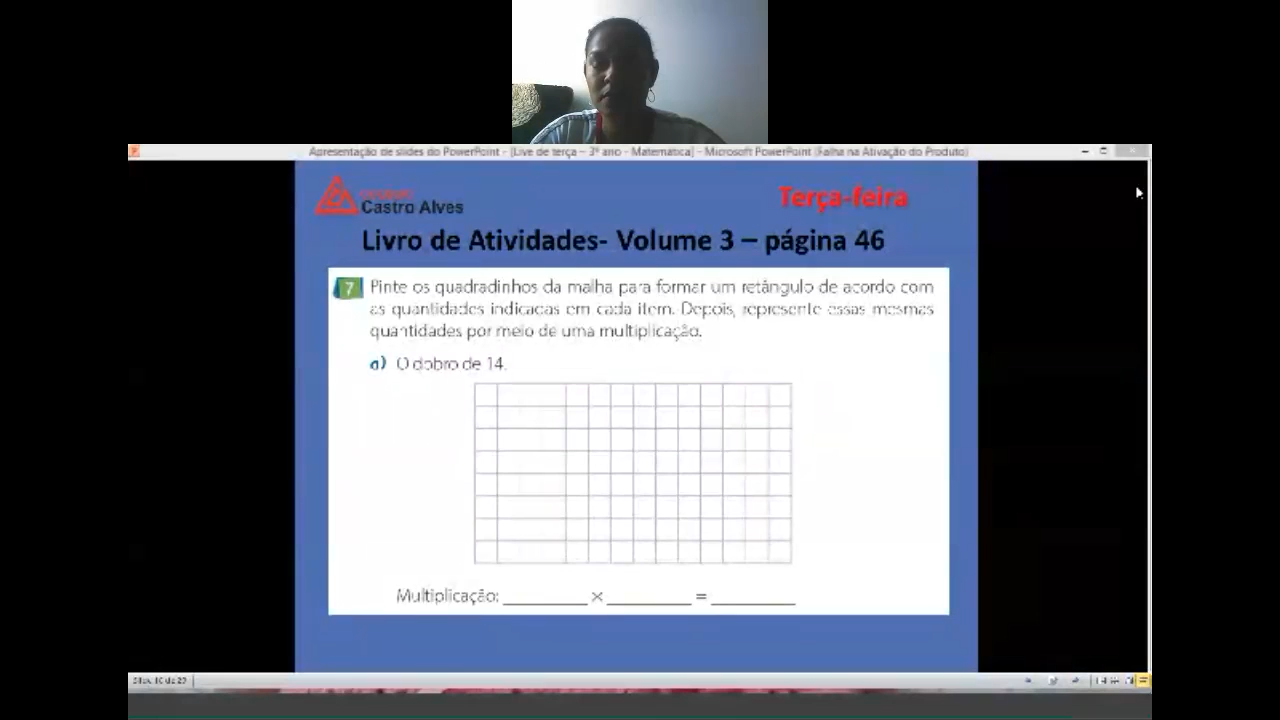 Apresentação de slides do PowerPoint - [Live de terça – 3º ano - Matemática] - Microsoft PowerPoint (Falha na Ativação do Produto)
Castro Alves
Terça-feira
Livro de Atividades- Volume 3 – página 46
7 Pinte os quadradinhos da malha para formar um retângulo de acordo com
as quantidades indicadas em cada item. Depois, represente essas mesmas
quantidades por meio de uma multiplicação.
a) O dobro de 14.
Multiplicação: __________ × __________ = __________